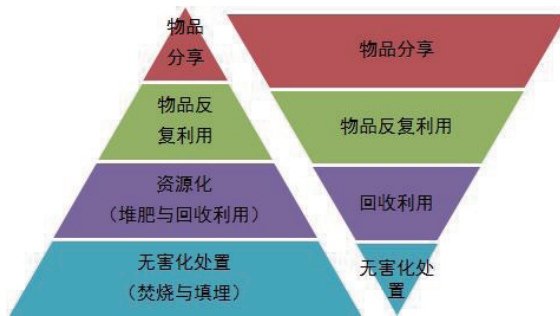 物品
分享
物品反
复利用
资源化
（堆肥与回收利用）
无害化处置
（焚烧与填埋）
物品分享
物品反复利用
回收利用
无害化处
置